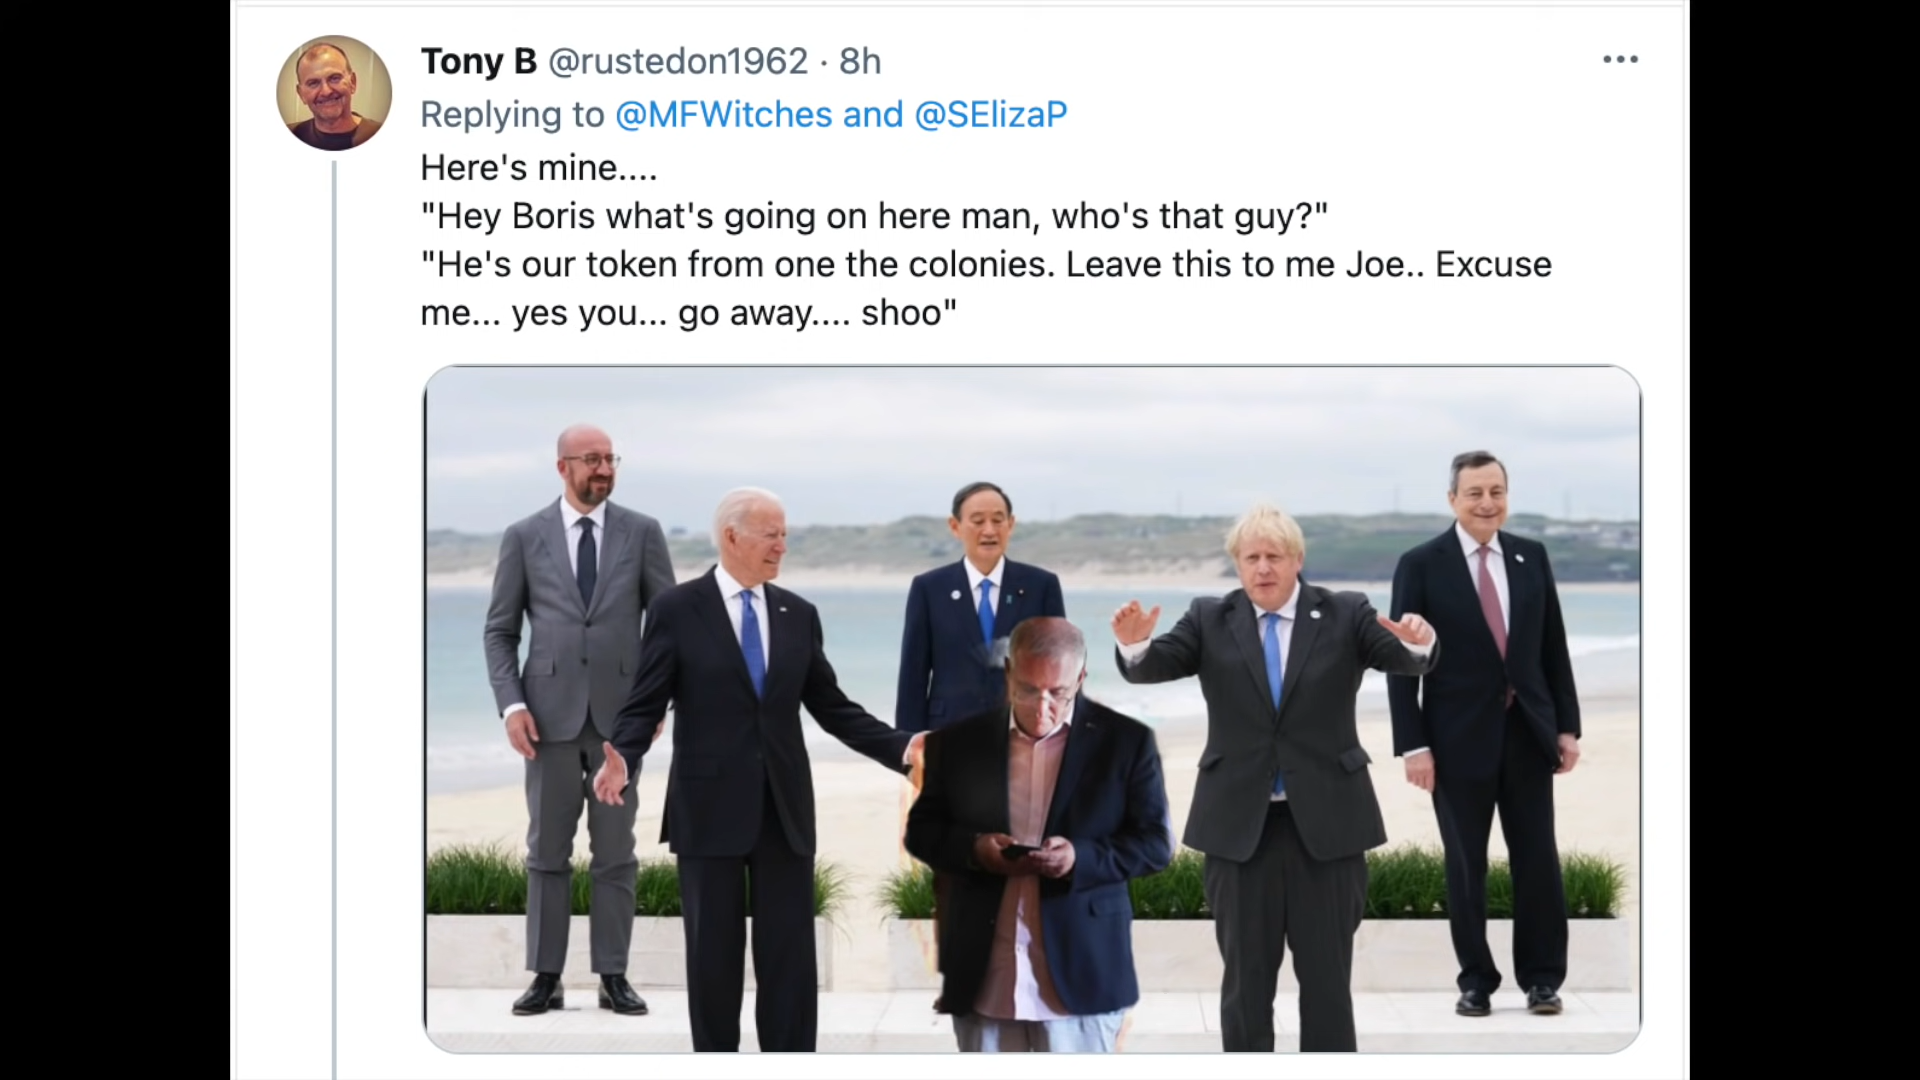 Tony B @rustedon1962 · 8h
Replying to @MFWitches and @SElizaP
Here's mine....
"Hey Boris what's going on here man, who's that guy?"
"He's our token from one the colonies. Leave this to me Joe.. Excuse
me... yes you... go away.... shoo"